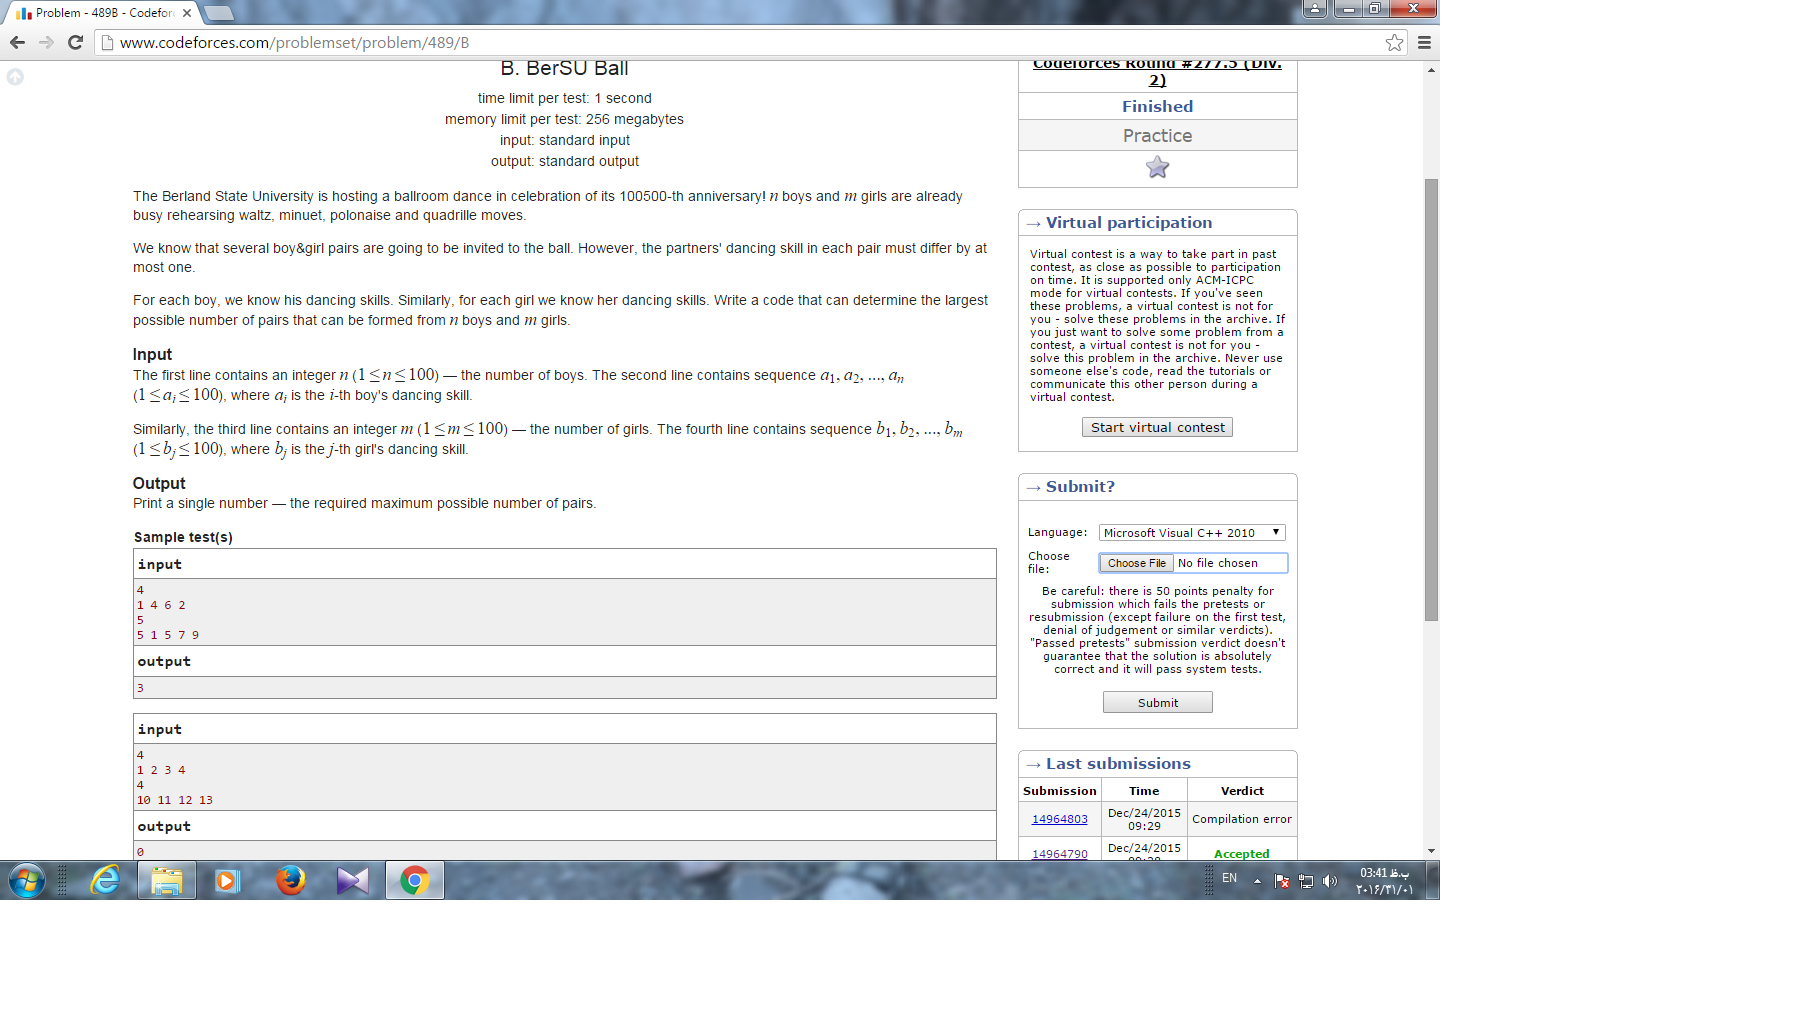 Problem - 489B - Codefor
www.codeforces.com/problemset/problem/489/B
B. BerSU Ball
time limit per test: 1 second
memory limit per test: 256 megabytes
input: standard input
output: standard output
The Berland State University is hosting a ballroom dance in celebration of its 100500-th anniversary! n boys and m girls are already
busy rehearsing waltz, minuet, polonaise and quadrille moves.
We know that several boy&girl pairs are going to be invited to the ball. However, the partners' dancing skill in each pair must differ by at
most one.
For each boy, we know his dancing skills. Similarly, for each girl we know her dancing skills. Write a code that can determine the largest
possible number of pairs that can be formed from n boys and m girls.
Input
The first line contains an integer n (1 ≤ n ≤ 100) — the number of boys. The second line contains sequence a1, a2, ..., an
(1 ≤ ai ≤ 100), where ai is the i-th boy's dancing skill.
Similarly, the third line contains an integer m (1 ≤ m ≤ 100) — the number of girls. The fourth line contains sequence b1, b2, ..., bm
(1 ≤ bj ≤ 100), where bj is the j-th girl's dancing skill.
Output
Print a single number — the required maximum possible number of pairs.
Sample test(s)
input
4
1 4 6 2
5
5 1 5 7 9
output
3
input
4
1 2 3 4
4
10 11 12 13
output
0
Codeforces Round #277.5 (Div.
2)
Finished
Practice
→ Virtual participation
Virtual contest is a way to take part in past
contest, as close as possible to participation
on time. It is supported only ACM-ICPC
mode for virtual contests. If you've seen
these problems, a virtual contest is not for
you - solve these problems in the archive. If
you just want to solve some problem from a
contest, a virtual contest is not for you -
solve this problem in the archive. Never use
someone else's code, read the tutorials or
communicate this other person during a
virtual contest.
Start virtual contest
→ Submit?
Language: Microsoft Visual C++ 2010
Choose
file: Choose File No file chosen
Be careful: there is 50 points penalty for
submission which fails the pretests or
resubmission (except failure on the first test,
denial of judgement or similar verdicts).
"Passed pretests" submission verdict doesn't
guarantee that the solution is absolutely
correct and it will pass system tests.
Submit
→ Last submissions
Submission Time Verdict
14964803 Dec/24/2015 09:29 Compilation error
14964790 Dec/24/2015 Accepted
EN
03:41 ب.ظ
۲۰۱۶/۳۱/۰۱